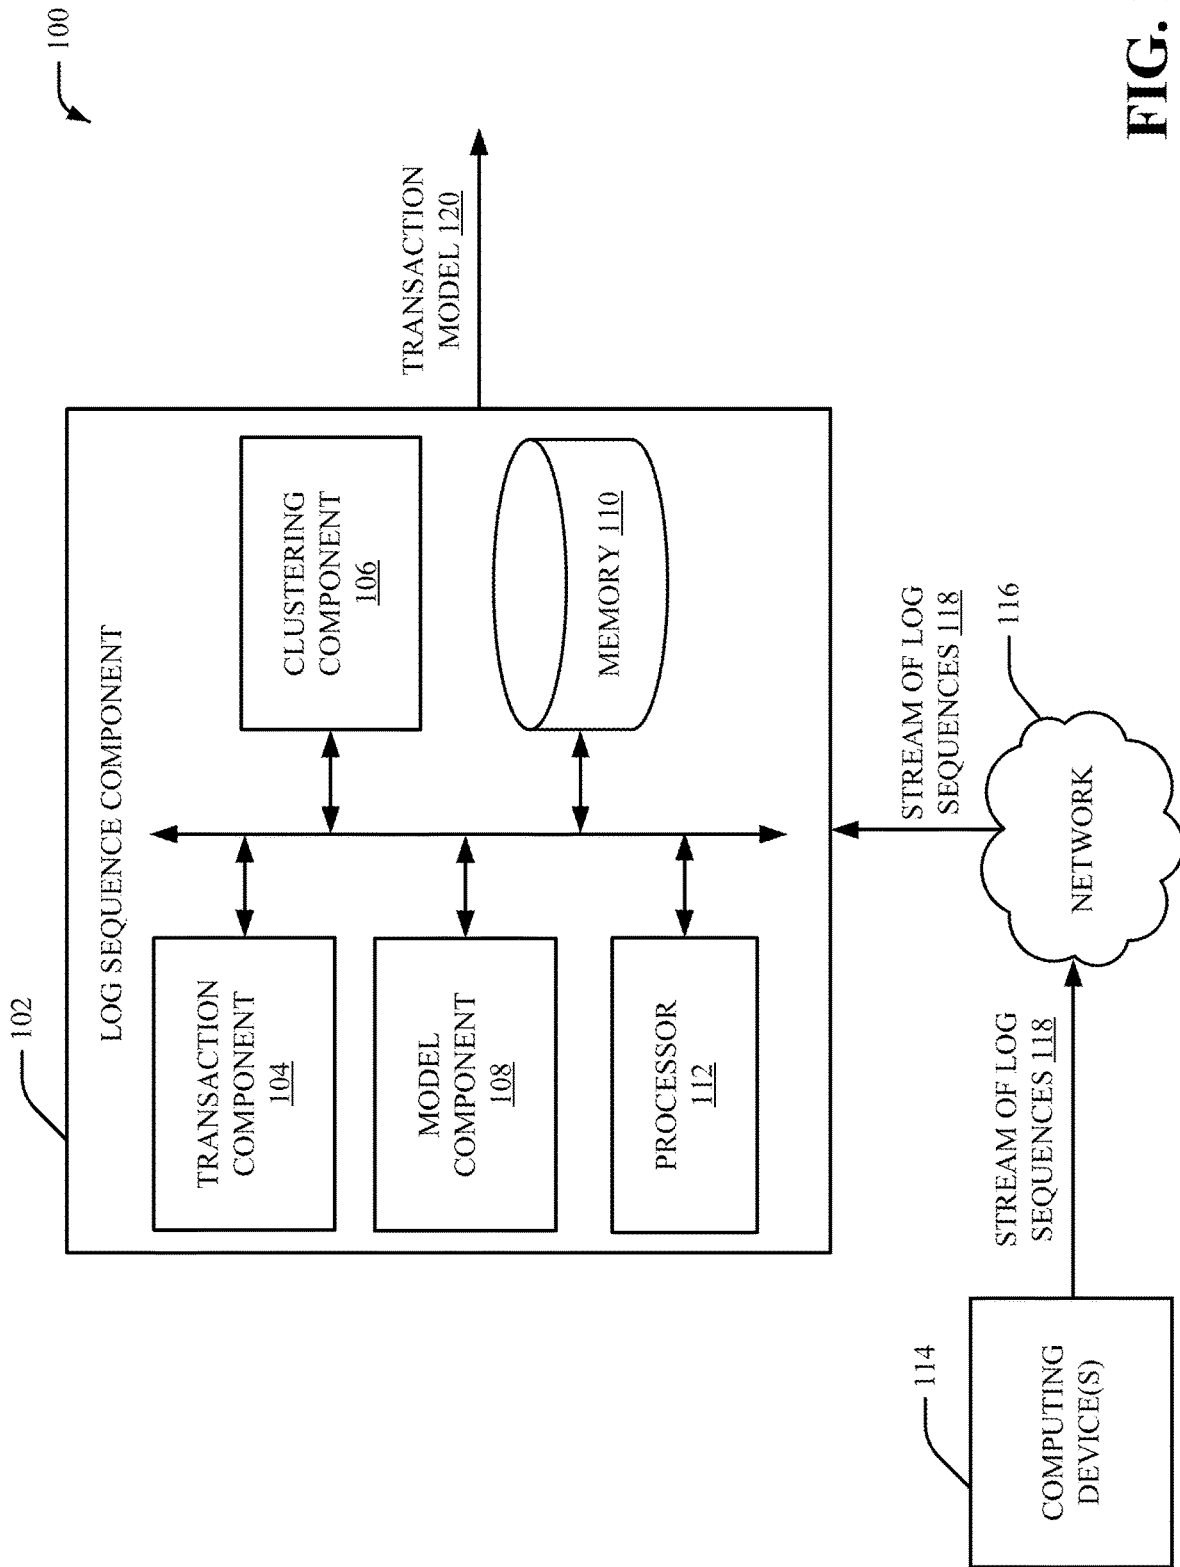 100
102
LOG SEQUENCE COMPONENT
TRANSACTION
COMPONENT
104
CLUSTERING
COMPONENT
106
MODEL
COMPONENT
108
MEMORY 110
PROCESSOR
112
TRANSACTION
MODEL 120
STREAM OF LOG
SEQUENCES 118
116
NETWORK
STREAM OF LOG
SEQUENCES 118
114
COMPUTING
DEVICE(S)
FIG.